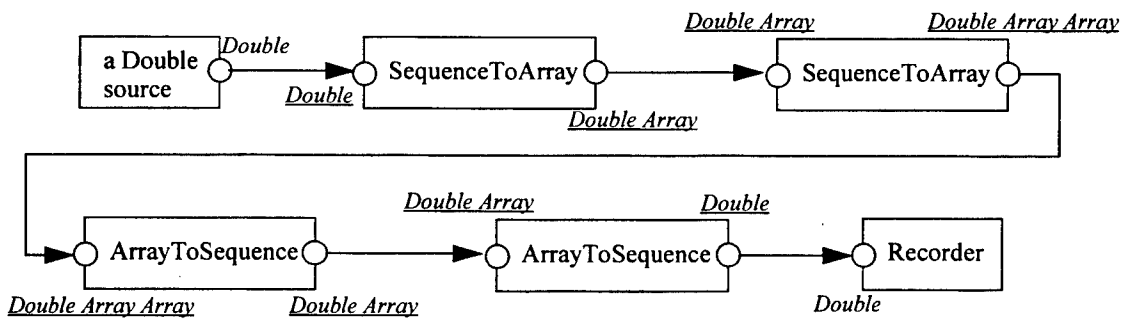 Double Array
Double Array Array
Double
a Double
source
SequenceToArray
SequenceToArray
Double
Double Array
Double Array
Double
ArrayToSequence
ArrayToSequence
Recorder
Double Array Array
Double Array
Double